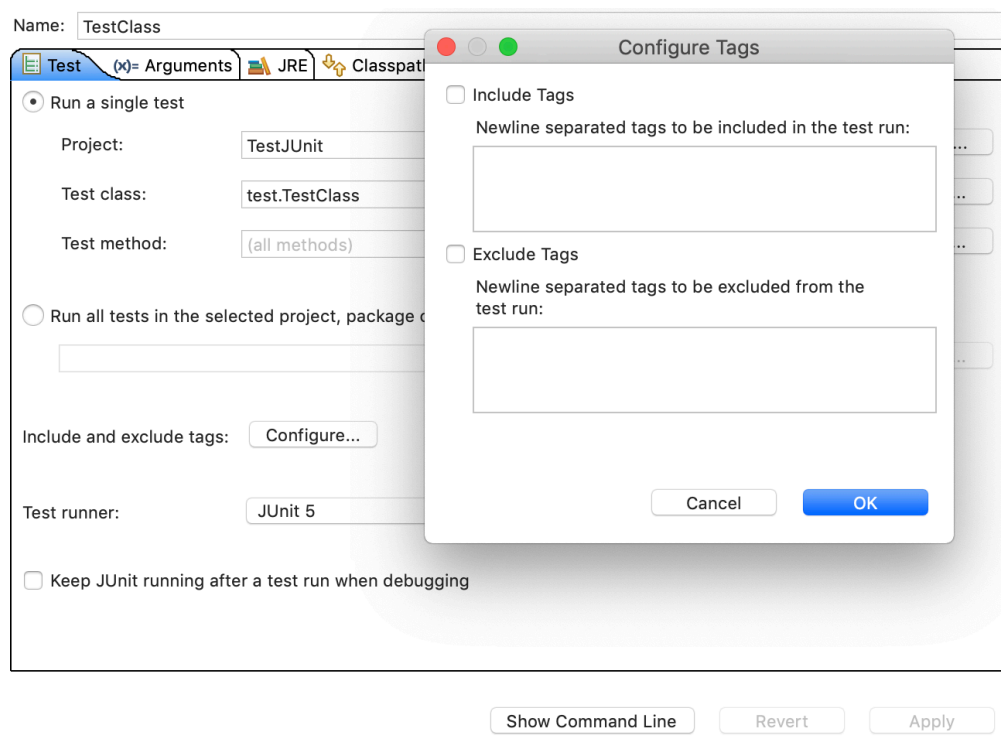 Name: TestClass
Test (x)= Arguments JRE Classpath
Configure Tags
Run a single test
Project: TestJUnit
Test class: test.TestClass
Test method: (all methods)
Run all tests in the selected project, package
Include and exclude tags: Configure...
Test runner: JUnit 5
Keep JUnit running after a test run when debugging
Include Tags
Newline separated tags to be included in the test run:
Exclude Tags
Newline separated tags to be excluded from the
test run:
Cancel OK
Show Command Line Revert Apply